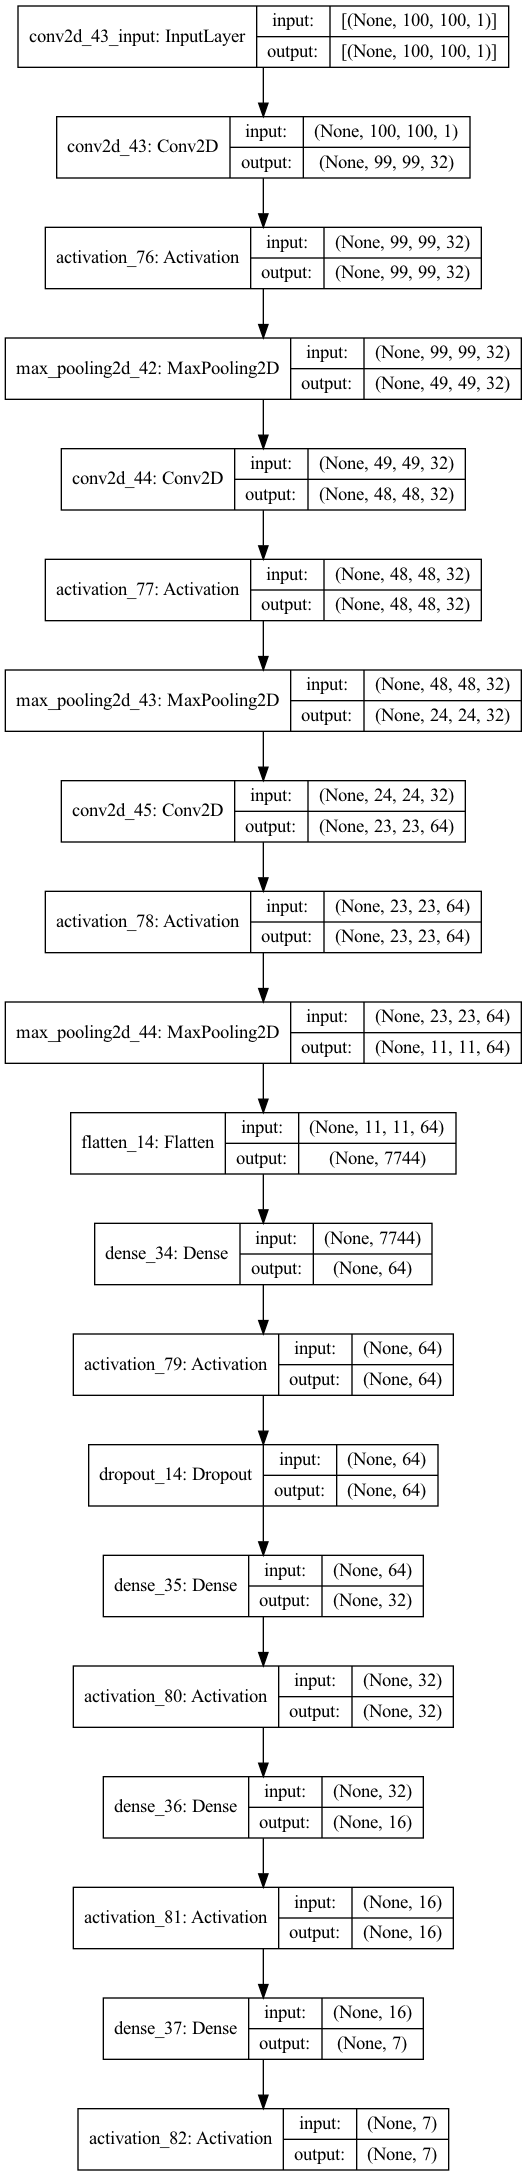 conv2d_43_input: InputLayer
input:
[(None, 100, 100, 1)]
output:
[(None, 100, 100, 1)]
conv2d_43: Conv2D
input:
(None, 100, 100, 1)
output:
(None, 99, 99, 32)
activation_76: Activation
input:
(None, 99, 99, 32)
output:
(None, 99, 99, 32)
max_pooling2d_42: MaxPooling2D
input:
(None, 99, 99, 32)
output:
(None, 49, 49, 32)
conv2d_44: Conv2D
input:
(None, 49, 49, 32)
output:
(None, 48, 48, 32)
activation_77: Activation
input:
(None, 48, 48, 32)
output:
(None, 48, 48, 32)
max_pooling2d_43: MaxPooling2D
input:
(None, 48, 48, 32)
output:
(None, 24, 24, 32)
conv2d_45: Conv2D
input:
(None, 24, 24, 32)
output:
(None, 23, 23, 64)
activation_78: Activation
input:
(None, 23, 23, 64)
output:
(None, 23, 23, 64)
max_pooling2d_44: MaxPooling2D
input:
(None, 23, 23, 64)
output:
(None, 11, 11, 64)
flatten_14: Flatten
input:
(None, 11, 11, 64)
output:
(None, 7744)
dense_34: Dense
input:
(None, 7744)
output:
(None, 64)
activation_79: Activation
input:
(None, 64)
output:
(None, 64)
dropout_14: Dropout
input:
(None, 64)
output:
(None, 64)
dense_35: Dense
input:
(None, 64)
output:
(None, 32)
activation_80: Activation
input:
(None, 32)
output:
(None, 32)
dense_36: Dense
input:
(None, 32)
output:
(None, 16)
activation_81: Activation
input:
(None, 16)
output:
(None, 16)
dense_37: Dense
input:
(None, 16)
output:
(None, 7)
activation_82: Activation
input:
(None, 7)
output:
(None, 7)